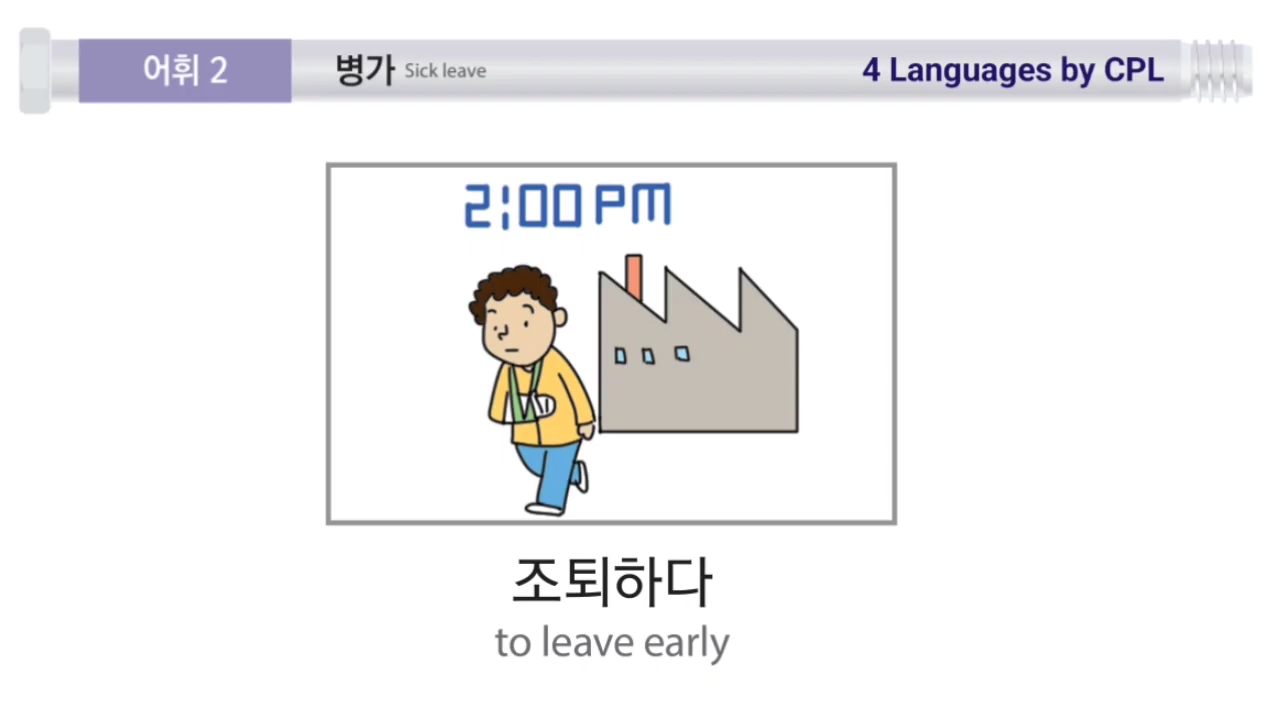 어휘 2
병가 Sick leave
4 Languages by CPL
2:00 PM
조퇴하다
to leave early